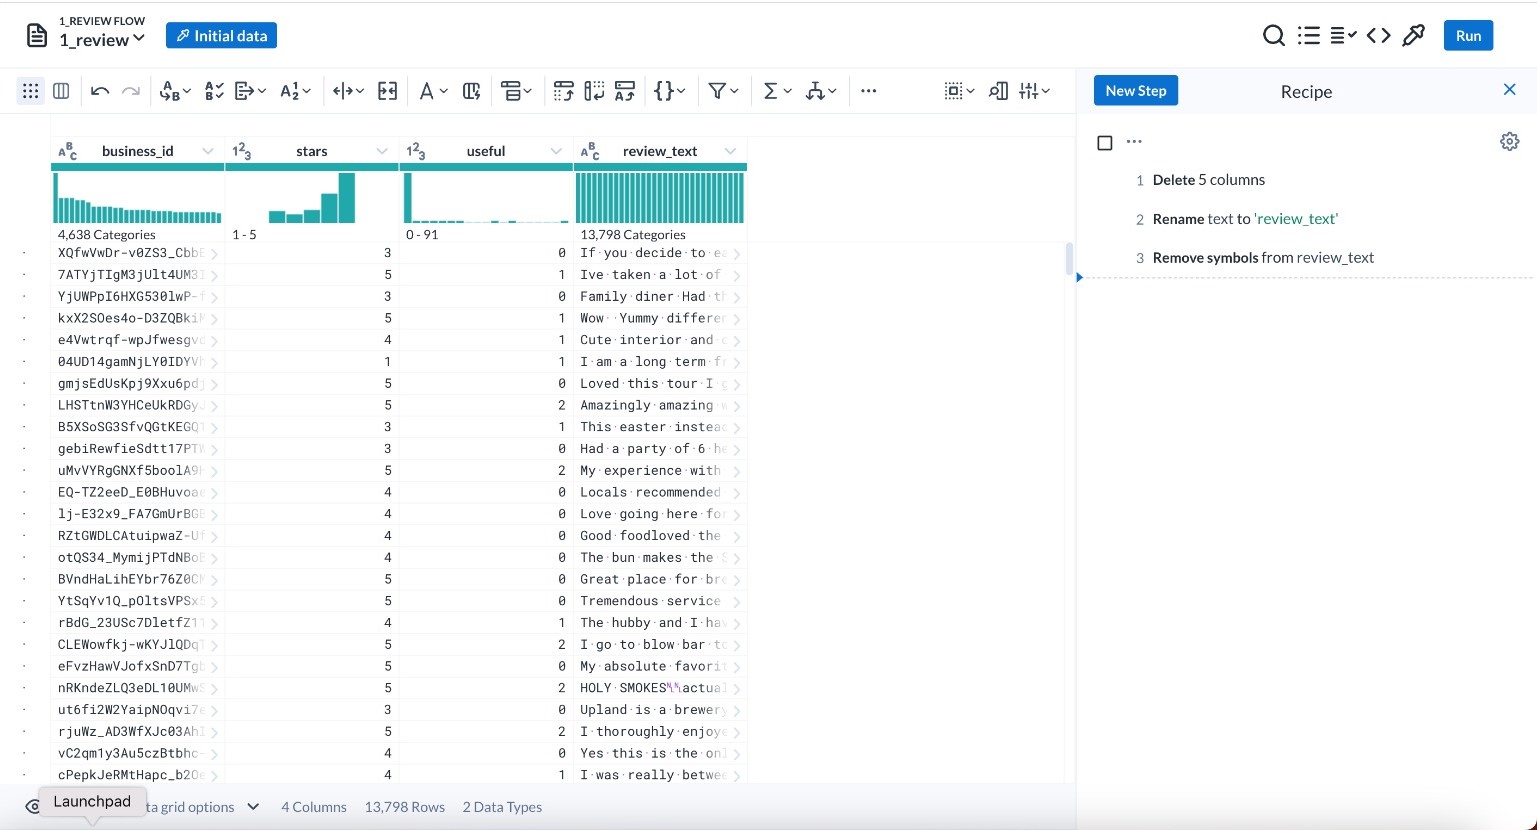 1_REVIEW FLOW
1_review
Initial data
Run
New Step
Recipe
business_id
stars
useful
review_text
4,638 Categories
1 - 5
0 - 91
13,798 Categories
XQfwVwDr-v0ZS3_Cbb 3 0 If·you·decide·to
7ATYjTIgM3jUlt4UM3 5 1 Ive·taken·a·lot·of
YjUWPpI6HXG530lwP- 3 0 Family·diner·Had
kxX2SOes4o-D3ZQBki 5 1 Wow··Yummy·differe
e4Vwtrqf-wpJfwesgv 4 1 Cute·interior·and
04UD14gamNjLY0IDYV 1 1 I·am·a·long·term
gmjsEdUsKpj9Xxu6pd 5 0 Loved·this·tour·I
LHSTtnW3YHCeUkRDGy 5 2 Amazingly·amazing
B5XSoSG3SfvQGtKEGQ 3 1 This·easter·instea
gebiRewfieSdtt17PT 3 0 Had·a·party·of·6
uMvVYRgGNXf5boolA9 5 2 My·experience·with
EQ-TZ2eeD_E0BHuvoa 4 0 Locals·recommended
lj-E32x9_FA7GmUrBG 4 0 Love·going·here·fo
RZtGWDLCAtuipwaZ-U 4 0 Good·foodloved·the
otQS34_MymijPTdNBo 4 0 The·bun·makes·the
BVndHaLihEYbr76Z0C 5 0 Great·place·for·br
YtSqYv1Q_pOltsVPSx 5 0 Tremendous·service
rBdG_23USc7DletfZ1 4 1 The·hubby·and·I·ha
CLEWowfkj-wKYJlQDq 5 2 I·go·to·blow·bar·t
eFvzHawVJofxSnD7Tg 5 0 My·absolute·favori
nRKndeZLQ3eDL10UMw 5 2 HOLY·SMOKES actua
ut6fi2W2YaipNOqvi7 3 0 Upland·is·a·brewer
rjuWz_AD3WfXJc03Ah 5 2 I·thoroughly·enjoy
vC2qm1y3Au5czBtbhc 4 0 Yes·this·is·the·on
cPepkJeRMtHapc_b2O 4 1 I·was·really·betwe
1 Delete 5 columns
2 Rename text to 'review_text'
3 Remove symbols from review_text
Launchpad
ta grid options
4 Columns
13,798 Rows
2 Data Types